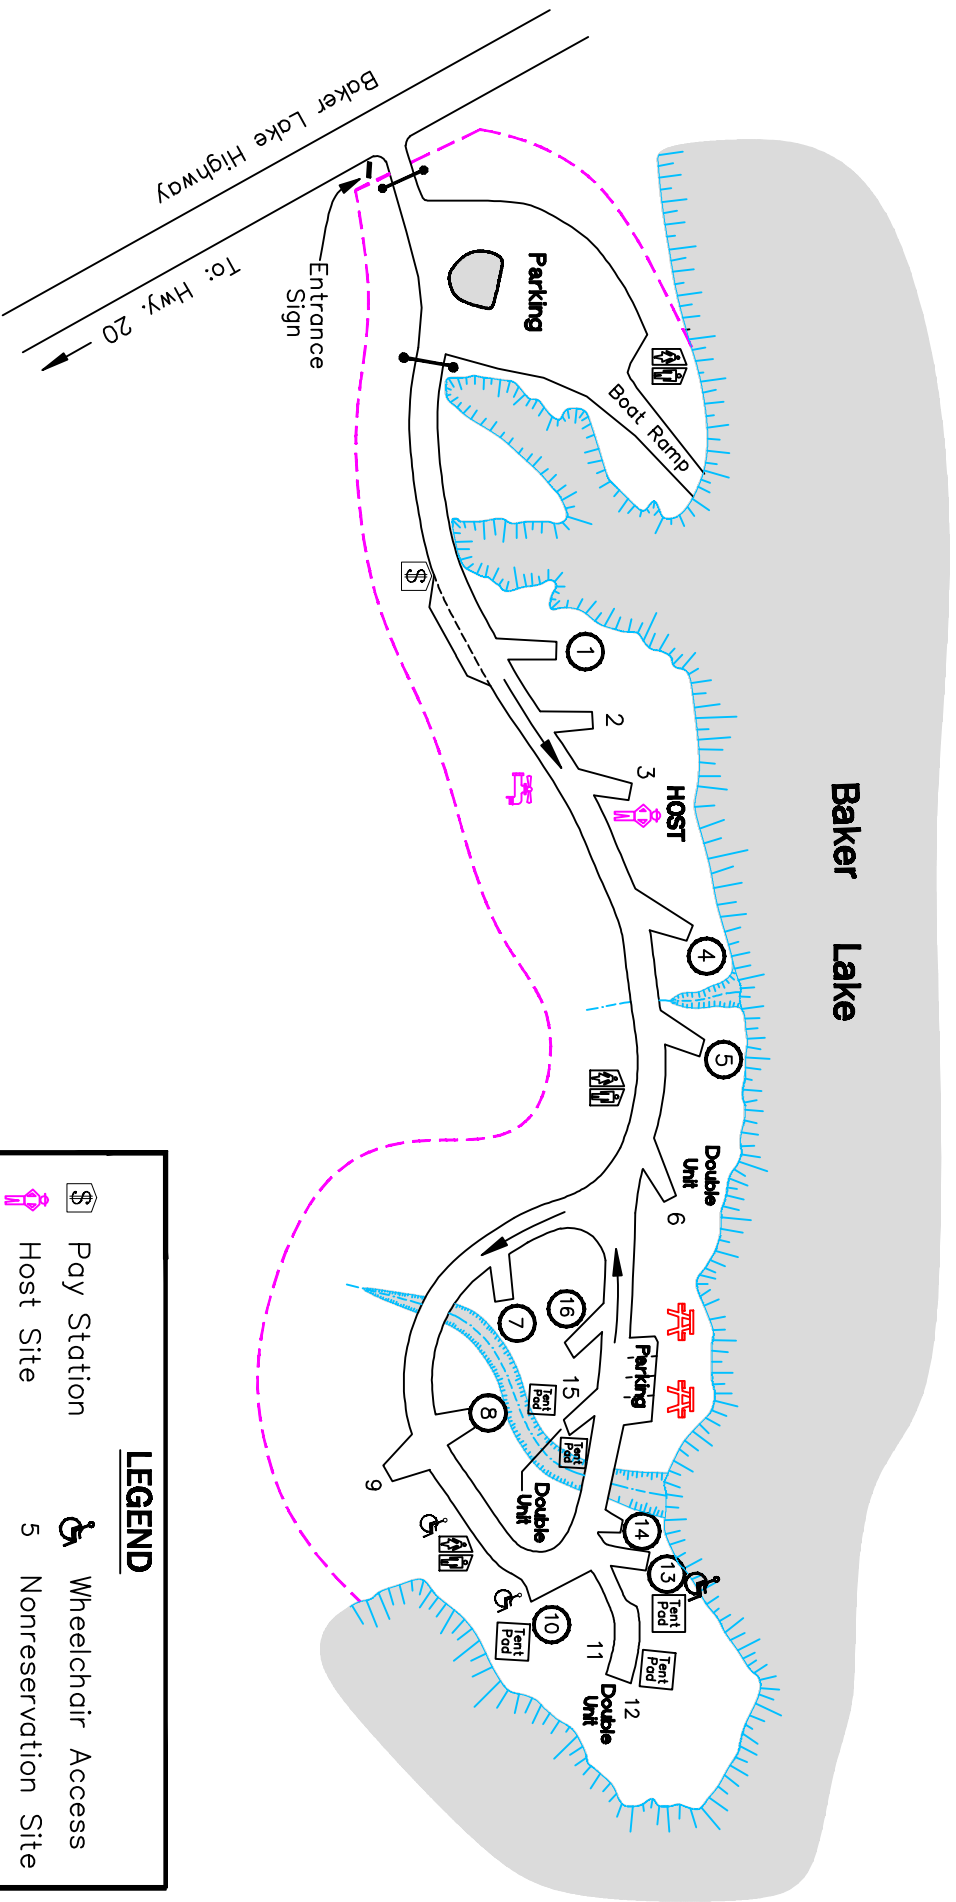 Baker Lake
Baker Lake Highway
To: Hwy. 20
Entrance
Sign
Parking
Boat Ramp
$
1
2
3
HOST
4
5
Double
Unit
6
7
16
Parking
15
Tent
Pad
Tent
Pad
8
Double
Unit
9
14
13
Tent
Pad
10
Tent
Pad
11
Tent
Pad
12
Double
Unit
LEGEND
$ Pay Station
Wheelchair Access
Host Site
5 Nonreservation Site